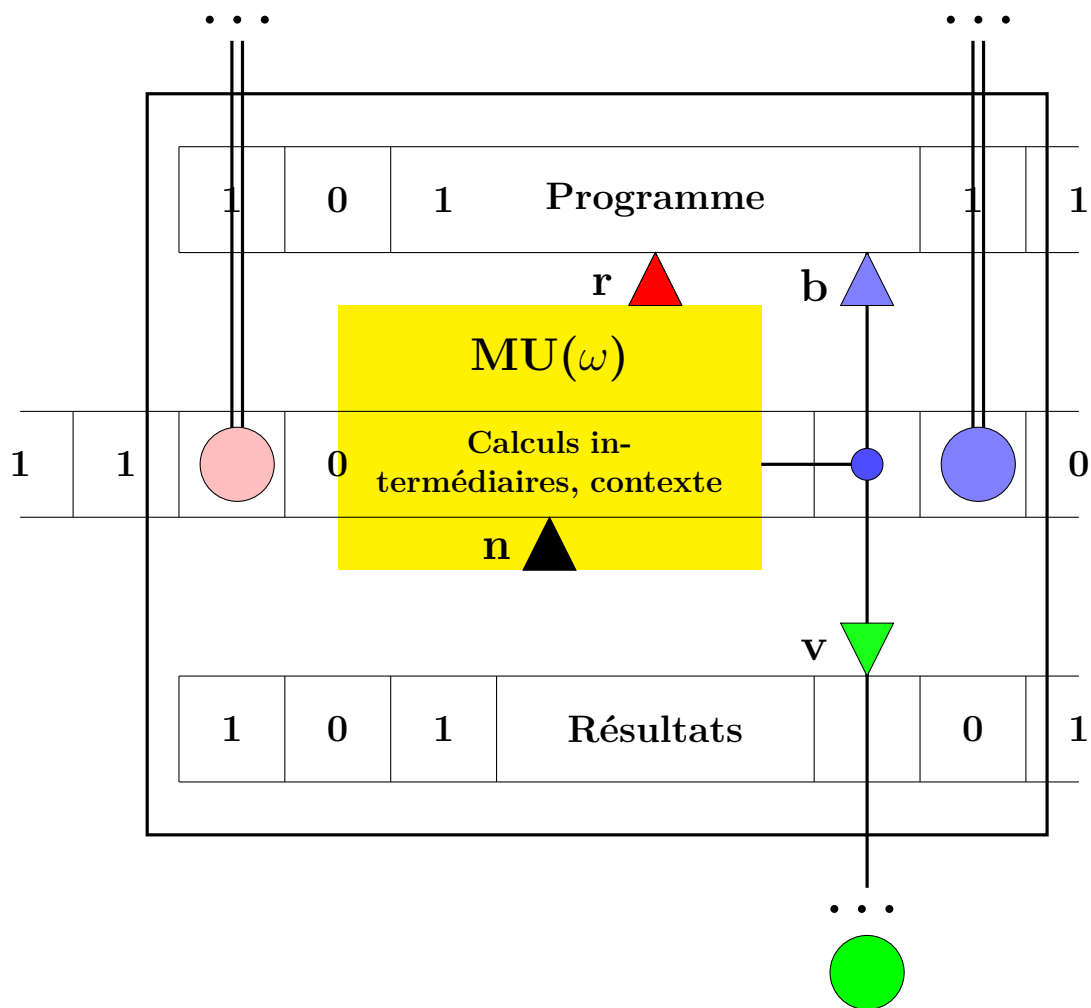 • • • • • •
1 0 1 Programme 1 1
r b
MU(ω)
1 1 0 Calculs in-
termédiaires, contexte 0
n
v
1 0 1 Résultats 0 1
• • •